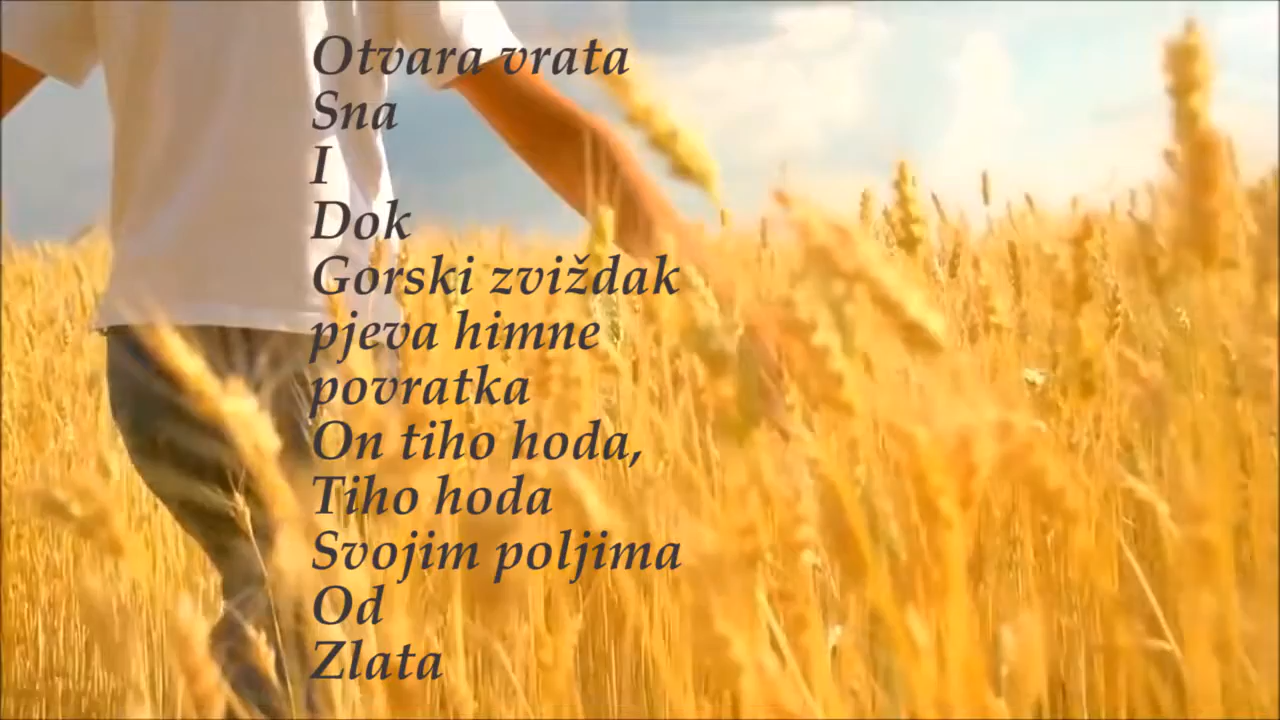 Otvara vrata
Sna
I
Dok
Gorski zviždak
pjeva himne
povratka
On tiho hoda,
Tiho hoda
Svojim poljima
Od
Zlata